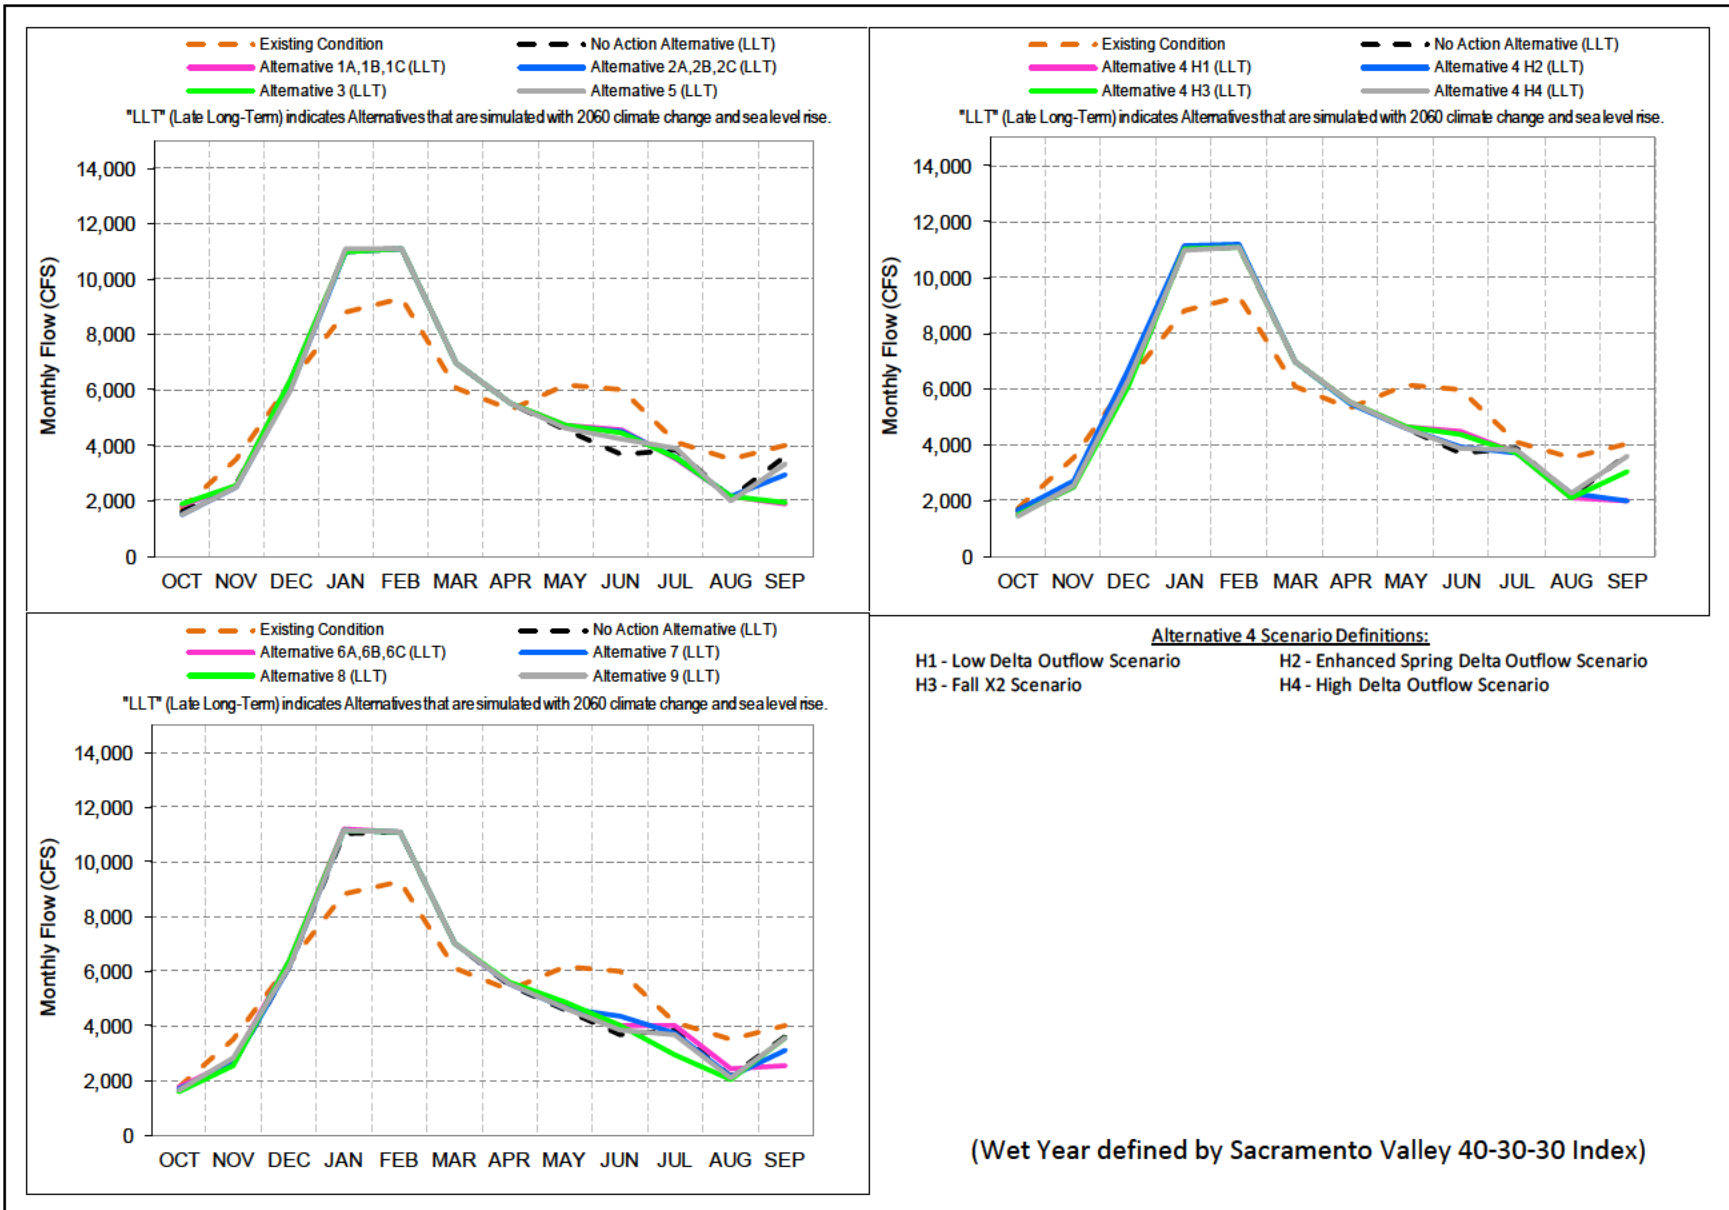 Existing Condition
No Action Alternative (LLT)
Alternative 1A,1B,1C (LLT)
Alternative 2A,2B,2C (LLT)
Alternative 3 (LLT)
Alternative 5 (LLT)
"LLT" (Late Long-Term) indicates Alternatives that are simulated with 2060 climate change and sea level rise.
Monthly Flow (CFS)
14,000
12,000
10,000
8,000
6,000
4,000
2,000
0
OCT NOV DEC JAN FEB MAR APR MAY JUN JUL AUG SEP
Existing Condition
No Action Alternative (LLT)
Alternative 4 H1 (LLT)
Alternative 4 H2 (LLT)
Alternative 4 H3 (LLT)
Alternative 4 H4 (LLT)
"LLT" (Late Long-Term) indicates Alternatives that are simulated with 2060 climate change and sea level rise.
Monthly Flow (CFS)
14,000
12,000
10,000
8,000
6,000
4,000
2,000
0
OCT NOV DEC JAN FEB MAR APR MAY JUN JUL AUG SEP
Existing Condition
No Action Alternative (LLT)
Alternative 6A,6B,6C (LLT)
Alternative 7 (LLT)
Alternative 8 (LLT)
Alternative 9 (LLT)
"LLT" (Late Long-Term) indicates Alternatives that are simulated with 2060 climate change and sea level rise.
Monthly Flow (CFS)
14,000
12,000
10,000
8,000
6,000
4,000
2,000
0
OCT NOV DEC JAN FEB MAR APR MAY JUN JUL AUG SEP
Alternative 4 Scenario Definitions:
H1 - Low Delta Outflow Scenario
H2 - Enhanced Spring Delta Outflow Scenario
H3 - Fall X2 Scenario
H4 - High Delta Outflow Scenario
(Wet Year defined by Sacramento Valley 40-30-30 Index)